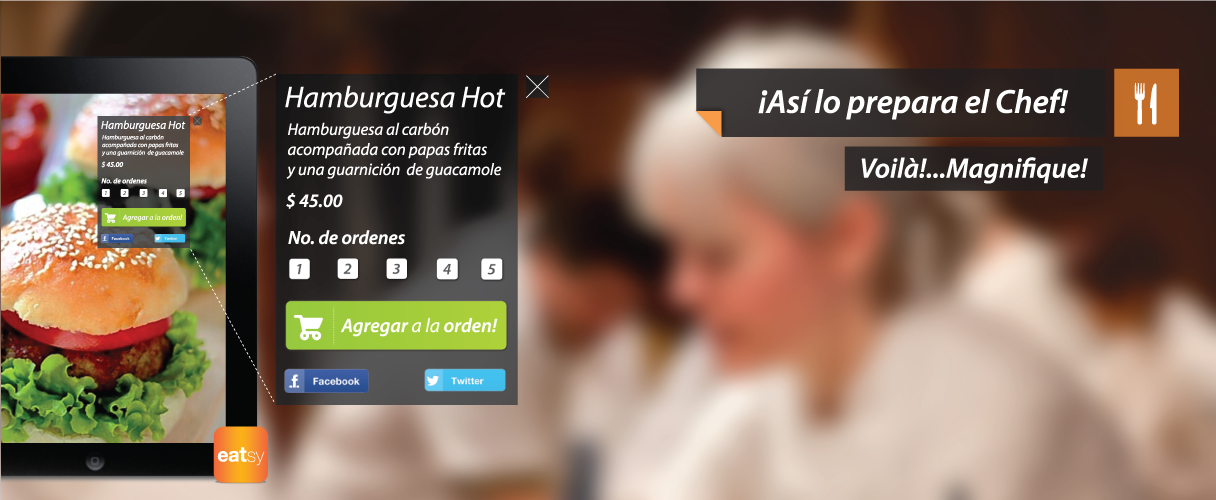 Hamburguesa Hot
Hamburguesa al carbón
acompañada con papas fritas
y una guarnición de guacamole
$ 45.00
No. de ordenes
1 2 3 4 5
Agregar a la orden!
Facebook
Twitter
eatsy
Hamburguesa Hot
Hamburguesa al carbón
acompañada con papas fritas
y una guarnición de guacamole
$ 45.00
No. de ordenes
1 2 3 4 5
Agregar a la orden!
f Facebook
Twitter
¡Así lo prepara el Chef!
Voilà!...Magnifique!